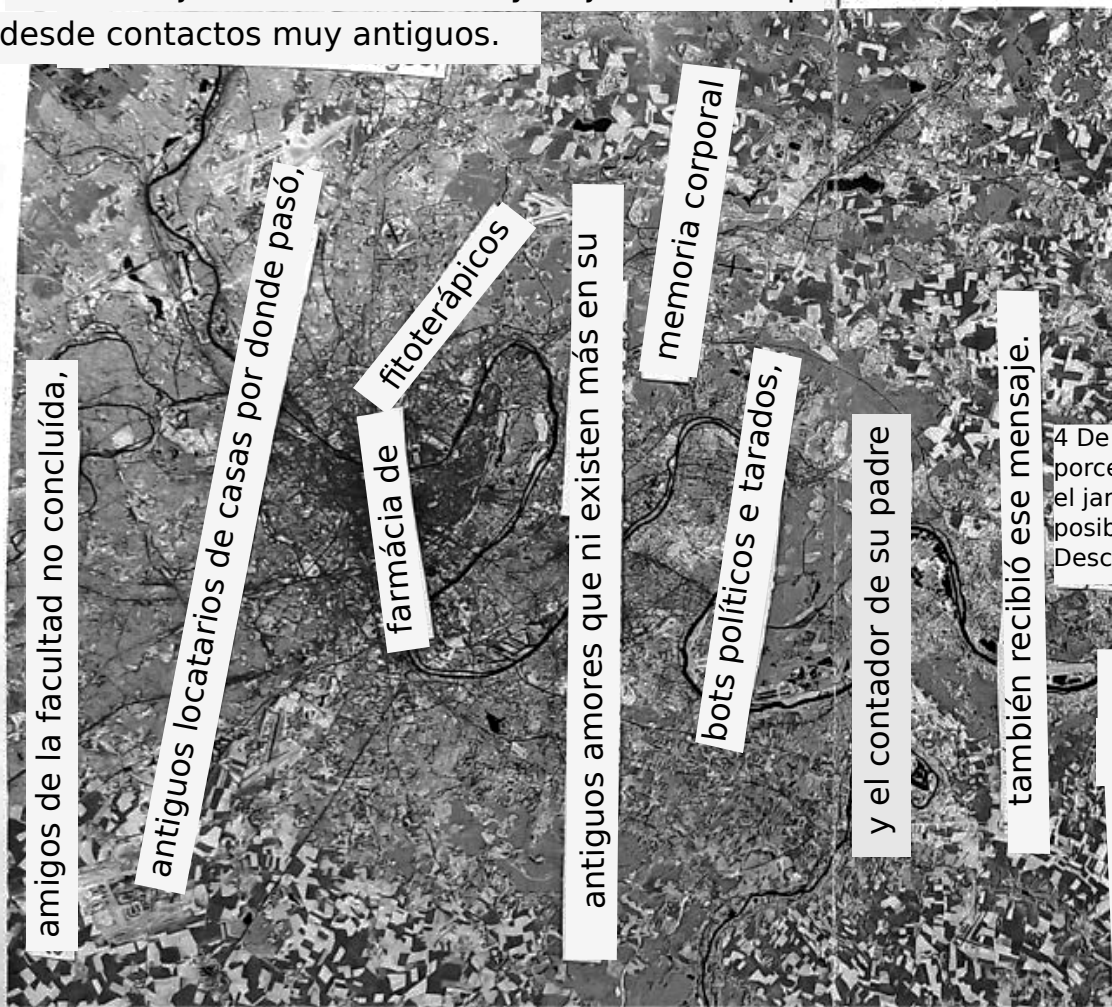 desde contactos muy antiguos.
amigos de la facultad no concluída,
antiguos locatarios de casas por donde pasó,
farmácia de
fitoterápicos
antiguos amores que ni existen más en su
memoria corporal
bots políticos e tarados,
y el contador de su padre
también recibió ese mensaje.
4 De
porce
el jar
posib
Desc